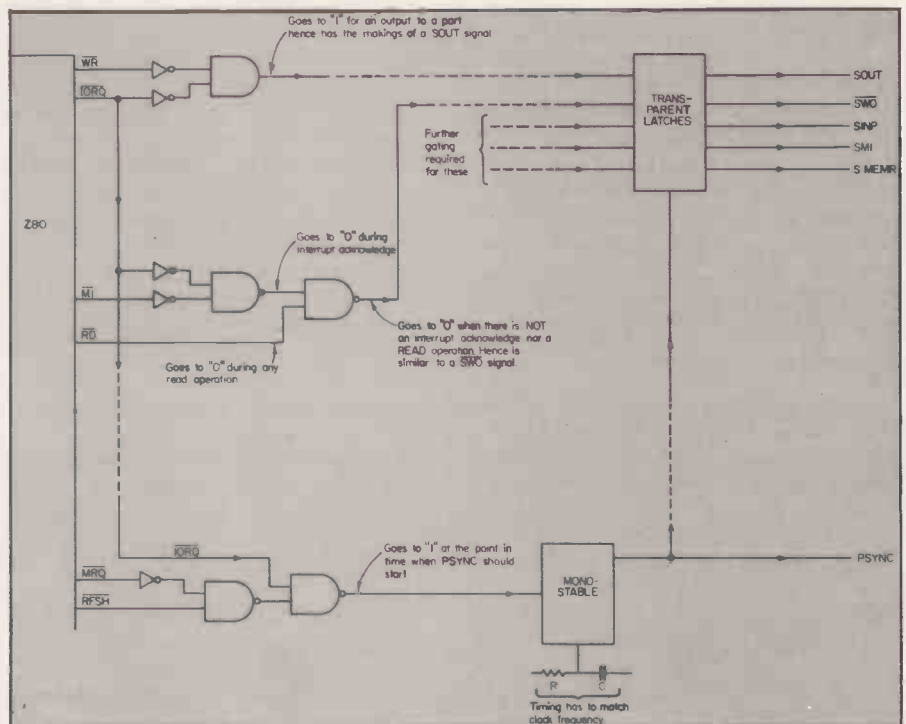 Goes to "1" for an output to a part
hence has the makings of a SOUT signal
WR
IORQ
TRANS-
PARENT
LATCHES
SOUT
SWO
SINP
SMI
S MEMR
Further
gating
required
for these
Z80
Goes to "0" during
interrupt acknowledge
MI
RD
Goes to "0" during any
read operation
Goes to "0" when there is NOT
an interrupt acknowledge nor a
READ operation. Hence is
similar to a SWO signal.
IORQ
MRQ
RFSH
Goes to "1" at the point in
time when PSYNC should
start
MONO-
STABLE
PSYNC
R
C
Timing has to match
clock frequency.